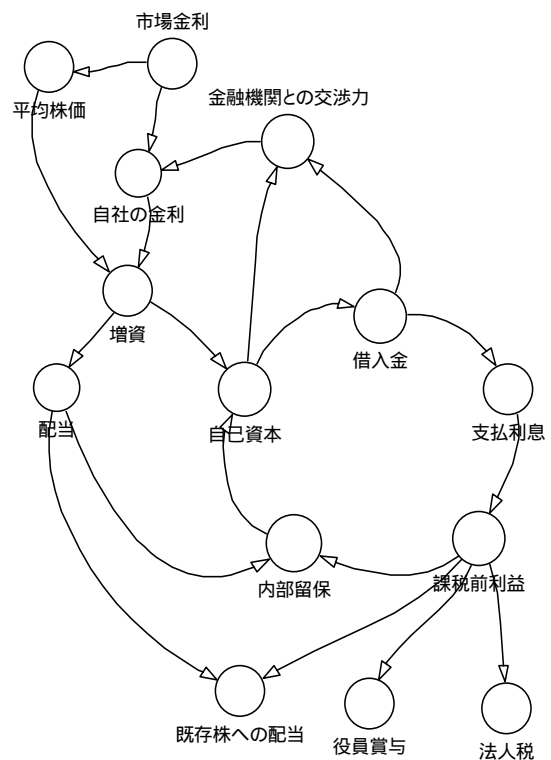 市場金利
平均株価
金融機関との交渉力
自社の金利
増資
借入金
配当
自己資本
支払利息
内部留保
課税前利益
既存株への配当
役員賞与
法人税